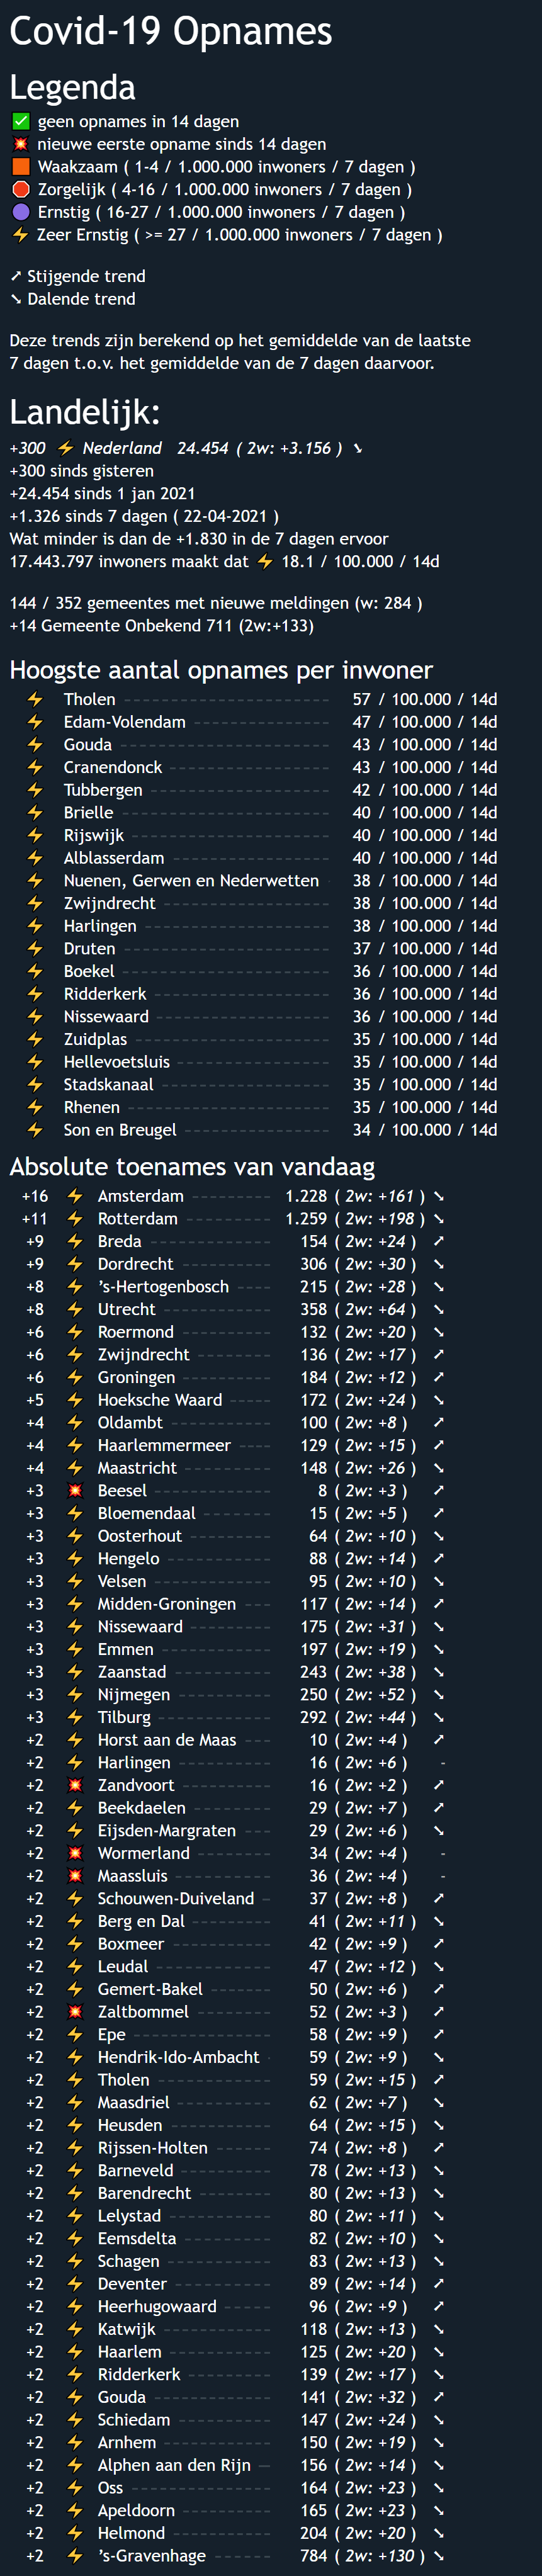 Covid-19 Opnames
Legenda
✅ geen opnames in 14 dagen
💥 nieuwe eerste opname sinds 14 dagen
🟧 Waakzaam ( 1-4 / 1.000.000 inwoners / 7 dagen )
🛑 Zorgelijk ( 4-16 / 1.000.000 inwoners / 7 dagen )
🟣 Ernstig ( 16-27 / 1.000.000 inwoners / 7 dagen )
⚡ Zeer Ernstig ( >= 27 / 1.000.000 inwoners / 7 dagen )
➚ Stijgende trend
➘ Dalende trend
Deze trends zijn berekend op het gemiddelde van de laatste
7 dagen t.o.v. het gemiddelde van de 7 dagen daarvoor.
Landelijk:
+300 ⚡ Nederland 24.454 ( 2w: +3.156 ) ➘
+300 sinds gisteren
+24.454 sinds 1 jan 2021
+1.326 sinds 7 dagen ( 22-04-2021 )
Wat minder is dan de +1.830 in de 7 dagen ervoor
17.443.797 inwoners maakt dat ⚡ 18.1 / 100.000 / 14d
144 / 352 gemeentes met nieuwe meldingen (w: 284 )
+14 Gemeente Onbekend 711 (2w:+133)
Hoogste aantal opnames per inwoner
⚡ Tholen 57 / 100.000 / 14d
⚡ Edam-Volendam 47 / 100.000 / 14d
⚡ Gouda 43 / 100.000 / 14d
⚡ Cranendonck 43 / 100.000 / 14d
⚡ Tubbergen 42 / 100.000 / 14d
⚡ Brielle 40 / 100.000 / 14d
⚡ Rijswijk 40 / 100.000 / 14d
⚡ Alblasserdam 40 / 100.000 / 14d
⚡ Nuenen, Gerwen en Nederwetten 38 / 100.000 / 14d
⚡ Zwijndrecht 38 / 100.000 / 14d
⚡ Harlingen 38 / 100.000 / 14d
⚡ Druten 37 / 100.000 / 14d
⚡ Boekel 36 / 100.000 / 14d
⚡ Ridderkerk 36 / 100.000 / 14d
⚡ Nissewaard 36 / 100.000 / 14d
⚡ Zuidplas 35 / 100.000 / 14d
⚡ Hellevoetsluis 35 / 100.000 / 14d
⚡ Stadskanaal 35 / 100.000 / 14d
⚡ Rhenen 35 / 100.000 / 14d
⚡ Son en Breugel 34 / 100.000 / 14d
Absolute toenames van vandaag
+16 ⚡ Amsterdam 1.228 ( 2w: +161 ) ➘
+11 ⚡ Rotterdam 1.259 ( 2w: +198 ) ➘
+9 ⚡ Breda 154 ( 2w: +24 ) ➚
+9 ⚡ Dordrecht 306 ( 2w: +30 ) ➘
+8 ⚡ 's-Hertogenbosch 215 ( 2w: +28 ) ➘
+8 ⚡ Utrecht 358 ( 2w: +64 ) ➘
+6 ⚡ Roermond 132 ( 2w: +20 ) ➘
+6 ⚡ Zwijndrecht 136 ( 2w: +17 ) ➚
+6 ⚡ Groningen 184 ( 2w: +12 ) ➚
+5 ⚡ Hoeksche Waard 172 ( 2w: +24 ) ➘
+4 ⚡ Oldambt 100 ( 2w: +8 ) ➚
+4 ⚡ Haarlemmermeer 129 ( 2w: +15 ) ➚
+4 ⚡ Maastricht 148 ( 2w: +26 ) ➘
+3 💥 Beesel 8 ( 2w: +3 ) ➚
+3 ⚡ Bloemendaal 15 ( 2w: +5 ) ➚
+3 ⚡ Oosterhout 64 ( 2w: +10 ) ➘
+3 ⚡ Hengelo 88 ( 2w: +14 ) ➚
+3 ⚡ Velsen 95 ( 2w: +10 ) ➘
+3 ⚡ Midden-Groningen 117 ( 2w: +14 ) ➚
+3 ⚡ Nissewaard 175 ( 2w: +31 ) ➘
+3 ⚡ Emmen 197 ( 2w: +19 ) ➘
+3 ⚡ Zaanstad 243 ( 2w: +38 ) ➘
+3 ⚡ Nijmegen 250 ( 2w: +52 ) ➘
+3 ⚡ Tilburg 292 ( 2w: +44 ) ➘
+2 ⚡ Horst aan de Maas 10 ( 2w: +4 ) ➚
+2 ⚡ Harlingen 16 ( 2w: +6 ) -
+2 💥 Zandvoort 16 ( 2w: +2 ) ➚
+2 ⚡ Beekdaelen 29 ( 2w: +7 ) ➚
+2 ⚡ Eijsden-Margraten 29 ( 2w: +6 ) ➘
+2 💥 Wormerland 34 ( 2w: +4 ) -
+2 💥 Maassluis 36 ( 2w: +4 ) -
+2 ⚡ Schouwen-Duiveland 37 ( 2w: +8 ) ➚
+2 ⚡ Berg en Dal 41 ( 2w: +11 ) ➘
+2 ⚡ Boxmeer 42 ( 2w: +9 ) ➚
+2 ⚡ Leudal 47 ( 2w: +12 ) ➘
+2 ⚡ Gemert-Bakel 50 ( 2w: +6 ) ➚
+2 💥 Zaltbommel 52 ( 2w: +3 ) ➚
+2 ⚡ Epe 58 ( 2w: +9 ) ➚
+2 ⚡ Hendrik-Ido-Ambacht 59 ( 2w: +9 ) ➘
+2 ⚡ Tholen 59 ( 2w: +15 ) ➚
+2 ⚡ Maasdriel 62 ( 2w: +7 ) ➘
+2 ⚡ Heusden 64 ( 2w: +15 ) ➘
+2 ⚡ Rijssen-Holten 74 ( 2w: +8 ) ➚
+2 ⚡ Barneveld 78 ( 2w: +13 ) ➘
+2 ⚡ Barendrecht 80 ( 2w: +13 ) ➘
+2 ⚡ Lelystad 80 ( 2w: +11 ) ➘
+2 ⚡ Eemsdelta 82 ( 2w: +10 ) ➘
+2 ⚡ Schagen 83 ( 2w: +13 ) ➘
+2 ⚡ Deventer 89 ( 2w: +14 ) ➚
+2 ⚡ Heerhugowaard 96 ( 2w: +9 ) ➚
+2 ⚡ Katwijk 118 ( 2w: +13 ) ➘
+2 ⚡ Haarlem 125 ( 2w: +20 ) ➘
+2 ⚡ Ridderkerk 139 ( 2w: +17 ) ➘
+2 ⚡ Gouda 141 ( 2w: +32 ) ➚
+2 ⚡ Schiedam 147 ( 2w: +24 ) ➘
+2 ⚡ Arnhem 150 ( 2w: +19 ) ➘
+2 ⚡ Alphen aan den Rijn 156 ( 2w: +14 ) ➘
+2 ⚡ Oss 164 ( 2w: +23 ) ➘
+2 ⚡ Apeldoorn 165 ( 2w: +23 ) ➘
+2 ⚡ Helmond 204 ( 2w: +20 ) ➘
+2 ⚡ 's-Gravenhage 784 ( 2w: +130 ) ➘